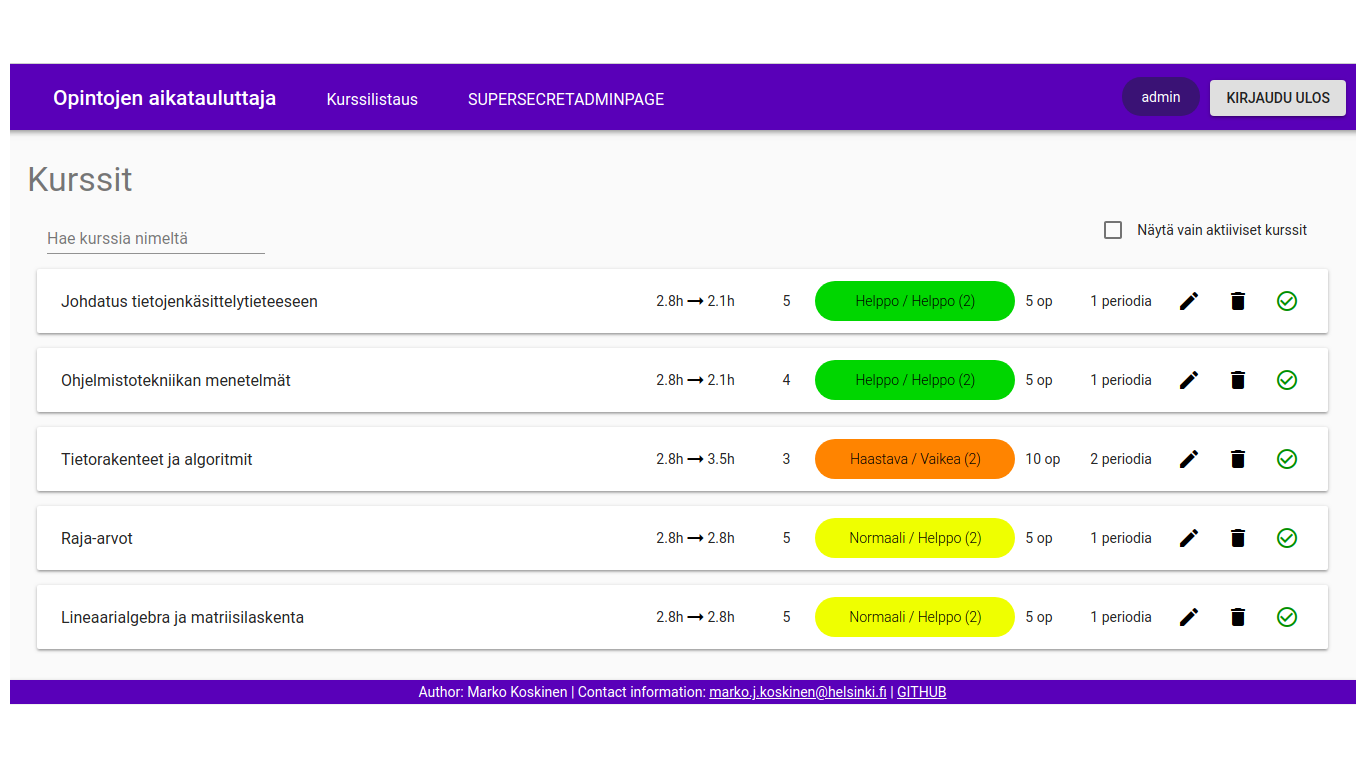 Opintojen aikatauluttaja Kurssilistaus SUPERSECRETADMINPAGE admin KIRJAUDU ULOS
Kurssit
Hae kurssia nimeltä Näytä vain aktiiviset kurssit
Johdatus tietojenkäsittelytieteeseen 2.8h → 2.1h 5 Helppo / Helppo (2) 5 op 1 periodia
Ohjelmistotekniikan menetelmät 2.8h → 2.1h 4 Helppo / Helppo (2) 5 op 1 periodia
Tietorakenteet ja algoritmit 2.8h → 3.5h 3 Haastava / Vaikea (2) 10 op 2 periodia
Raja-arvot 2.8h → 2.8h 5 Normaali / Helppo (2) 5 op 1 periodia
Lineaarialgebra ja matriisilaskenta 2.8h → 2.8h 5 Normaali / Helppo (2) 5 op 1 periodia
Author: Marko Koskinen | Contact information: marko.j.koskinen@helsinki.fi | GITHUB